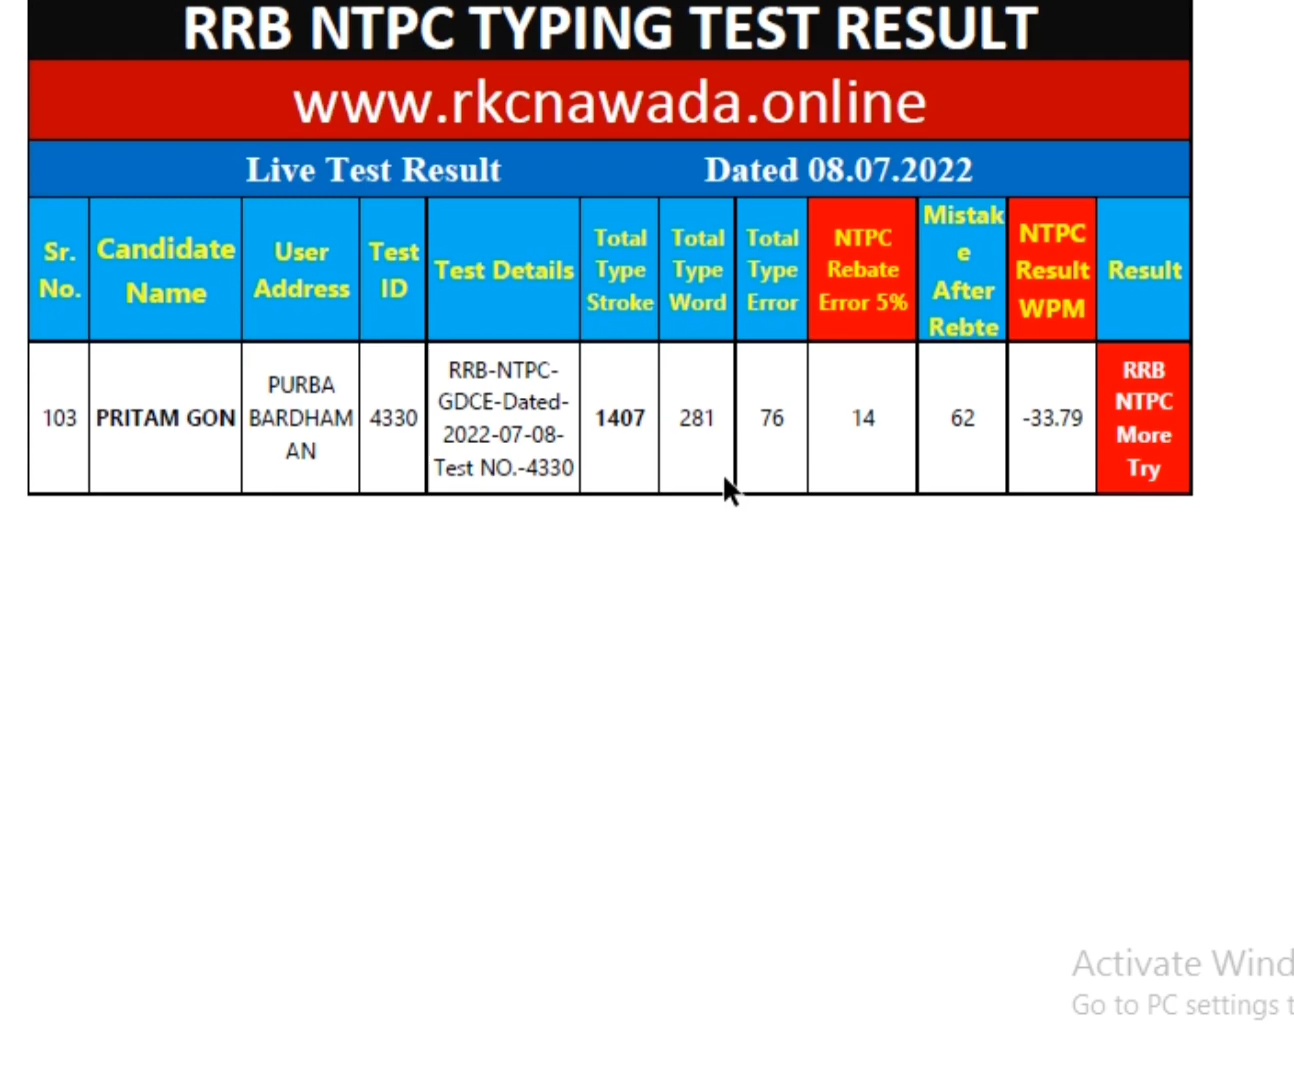 RRB NTPC TYPING TEST RESULT
www.rkcnawada.online
Live Test Result Dated 08.07.2022
Sr.
No.
Candidate
Name
User
Address
Test
ID
Test Details
Total
Type
Stroke
Total
Type
Word
Total
Type
Error
NTPC
Rebate
Error 5%
Mistak
e
After
Rebte
NTPC
Result
WPM
Result
103
PRITAM GON
PURBA
BARDHAM
AN
4330
RRB-NTPC-
GDCE-Dated-
2022-07-08-
Test NO.-4330
1407
281
76
14
62
-33.79
RRB
NTPC
More
Try
Activate Wind
Go to PC settings t